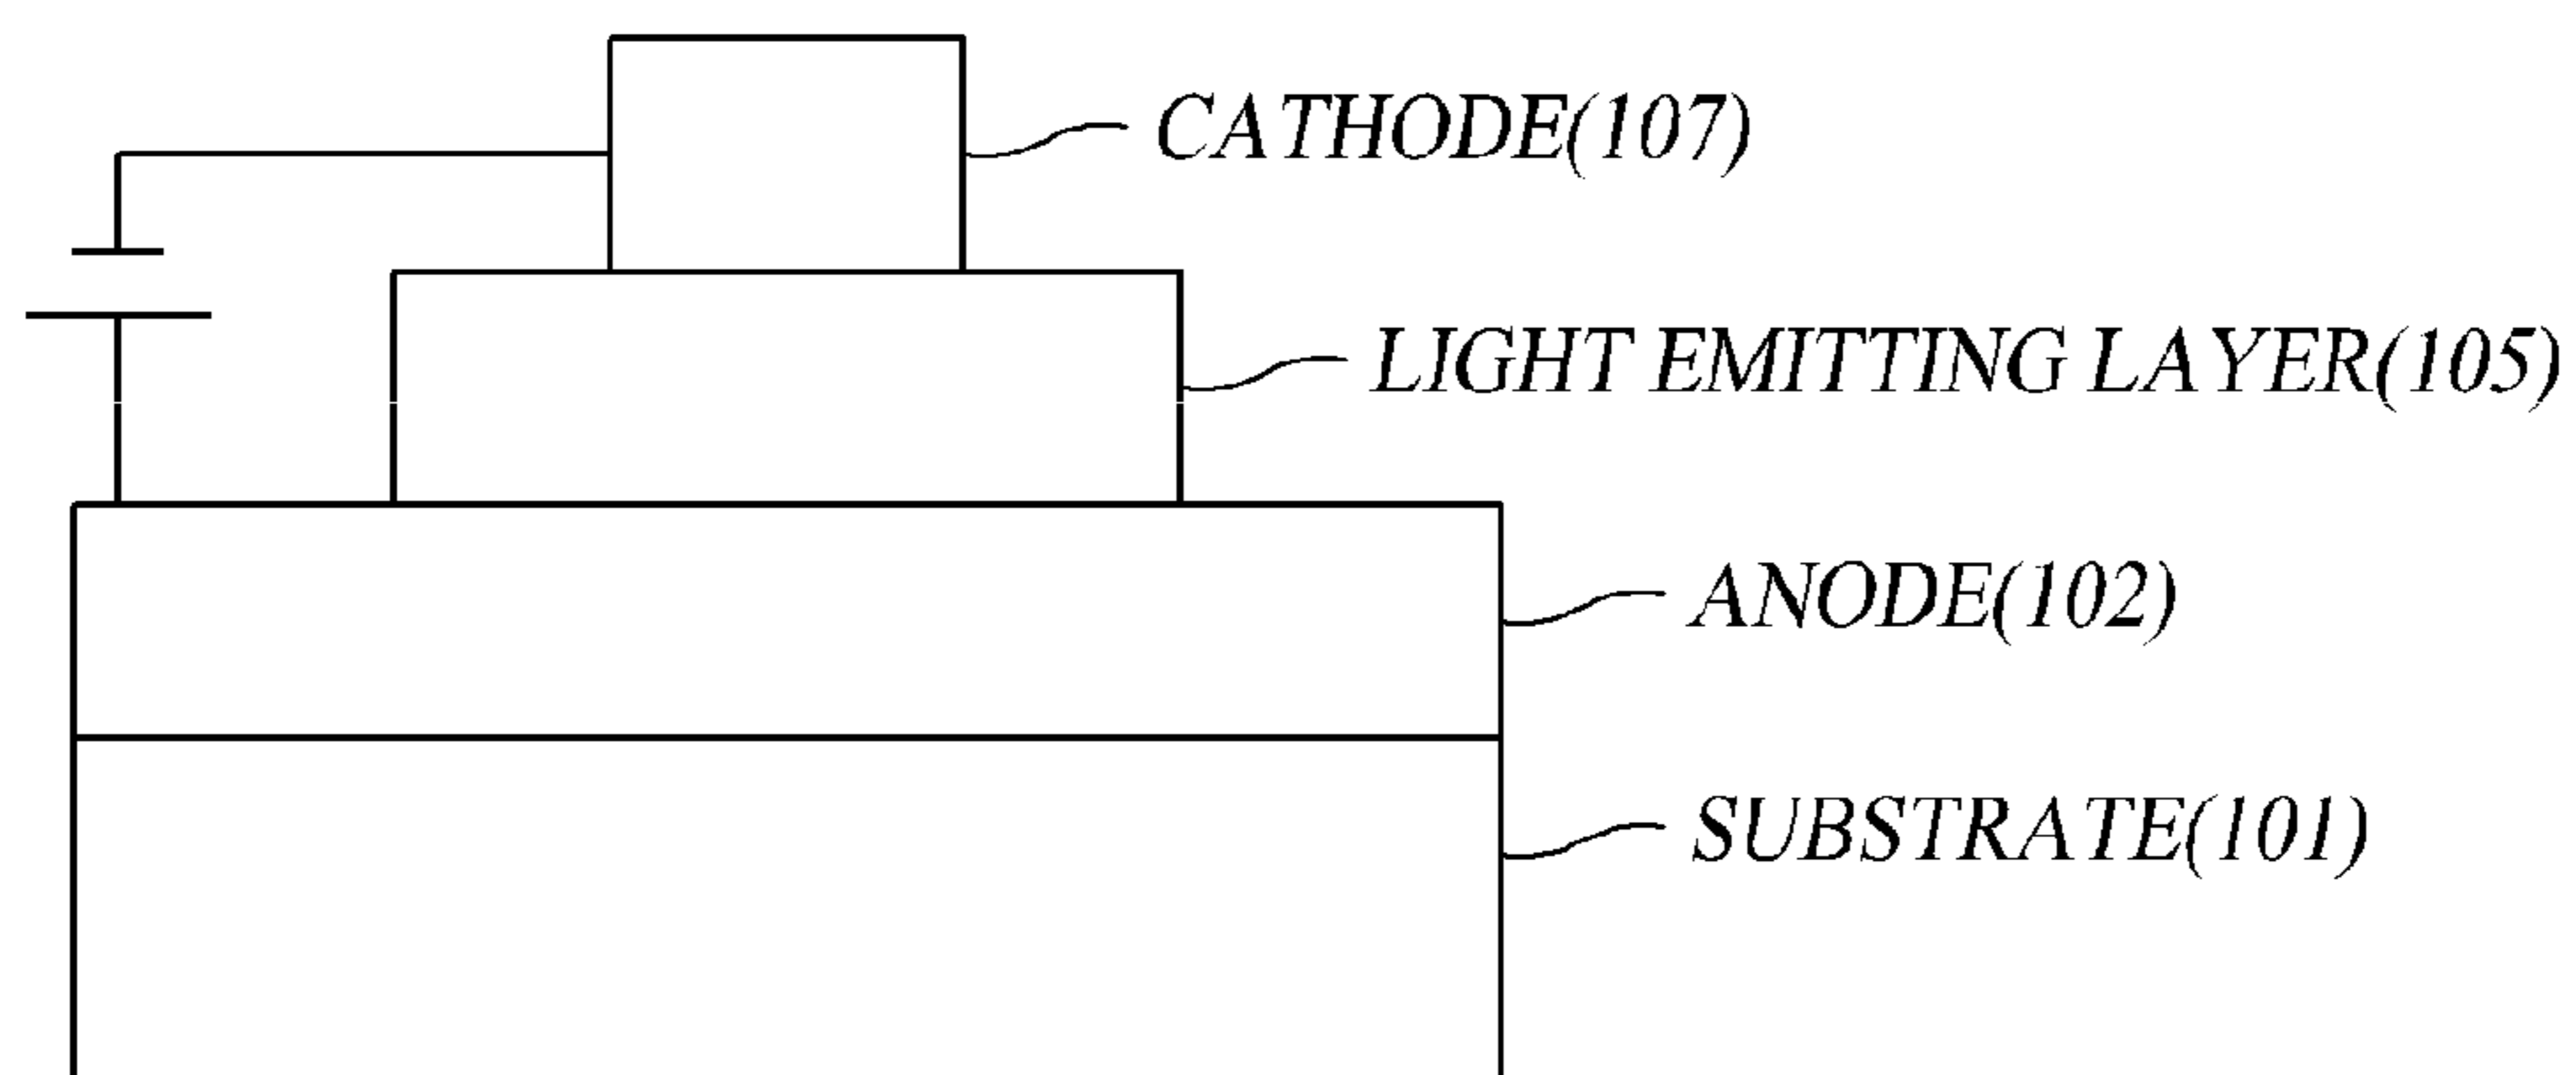 CATHODE(107)
LIGHT EMITTING LAYER(105)
ANODE(102)
SUBSTRATE(101)